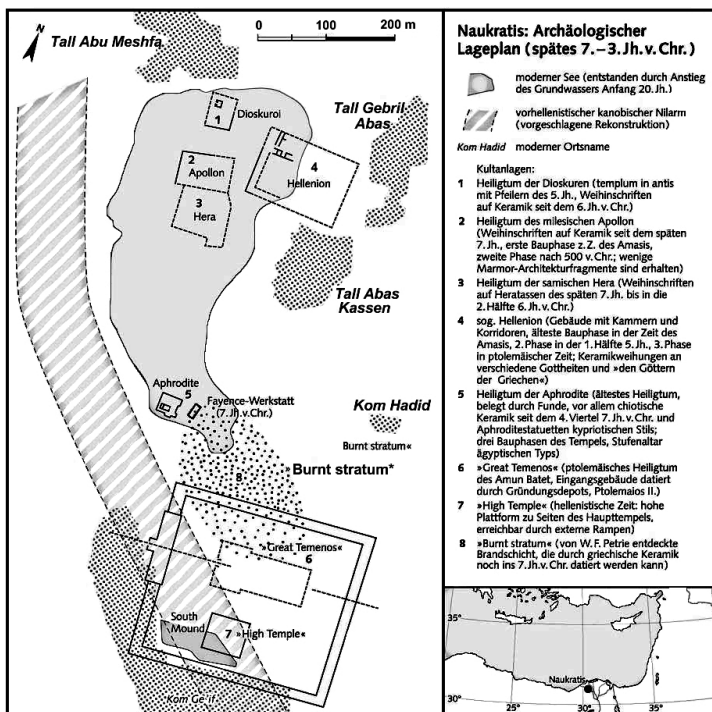 Tall Abu Meshfa
0 100 200 m
Dioskuroi
1
Tall Gebril
Abas
2
Apollon
4
Hellenion
3
Hera
Tall Abas
Kassen
Aphrodite
5
Fayence-Werkstatt
(7. Jh. v. Chr.)
Kom Hadid
Burnt stratum«
»Burnt stratum*
8
»Great Temenos«
6
South
Mound
7 »High Temple«
Kom Ge'if
Naukratis: Archäologischer
Lageplan (spätes 7. – 3. Jh. v. Chr.)
moderner See (entstanden durch Anstieg
des Grundwassers Anfang 20. Jh.)
vorhellenistischer kanobischer Nilarm
(vorgeschlagene Rekonstruktion)
Kom Hadid moderner Ortsname
Kultanlagen:
1 Heiligtum der Dioskuren (templum in antis
mit Pfeilern des 5. Jh., Weihinschriften
auf Keramik seit dem 6. Jh. v. Chr.)
2 Heiligtum des milesischen Apollon
(Weihinschriften auf Keramik seit dem späten
7. Jh., erste Bauphase z. Z. des Amasis,
zweite Phase nach 500 v. Chr.; wenige
Marmor-Architekturfragmente sind erhalten)
3 Heiligtum der samischen Hera (Weihinschriften
auf Heratassen des späten 7. Jh. bis in die
2. Hälfte 6. Jh. v. Chr.)
4 sog. Hellenion (Gebäude mit Kammern und
Korridoren, älteste Bauphase in der Zeit des
Amasis, 2. Phase in der 1. Hälfte 5. Jh., 3. Phase
in ptolemäischer Zeit; Keramikweihungen an
verschiedene Gottheiten und »den Göttern
der Griechen«)
5 Heiligtum der Aphrodite (ältestes Heiligtum,
belegt durch Funde, vor allem chiotische
Keramik seit dem 4. Viertel 7. Jh. v. Chr. und
Aphroditestatuetten kypriotischen Stils;
drei Bauphasen des Tempels, Stufenaltar
ägyptischen Typs)
6 »Great Temenos« (ptolemäisches Heiligtum
des Amun Batet, Eingangsgebäude datiert
durch Gründungsdepots, Ptolemaios II.)
7 »High Temple« (hellenistische Zeit: hohe
Plattform zu Seiten des Haupttempels,
erreichbar durch externe Rampen)
8 »Burnt stratum« (von W. F. Petrie entdeckte
Brandschicht, die durch griechische Keramik
noch ins 7. Jh. v. Chr. datiert werden kann)
35°
35°
Naukratis
30°
25° 30° 35°
30°